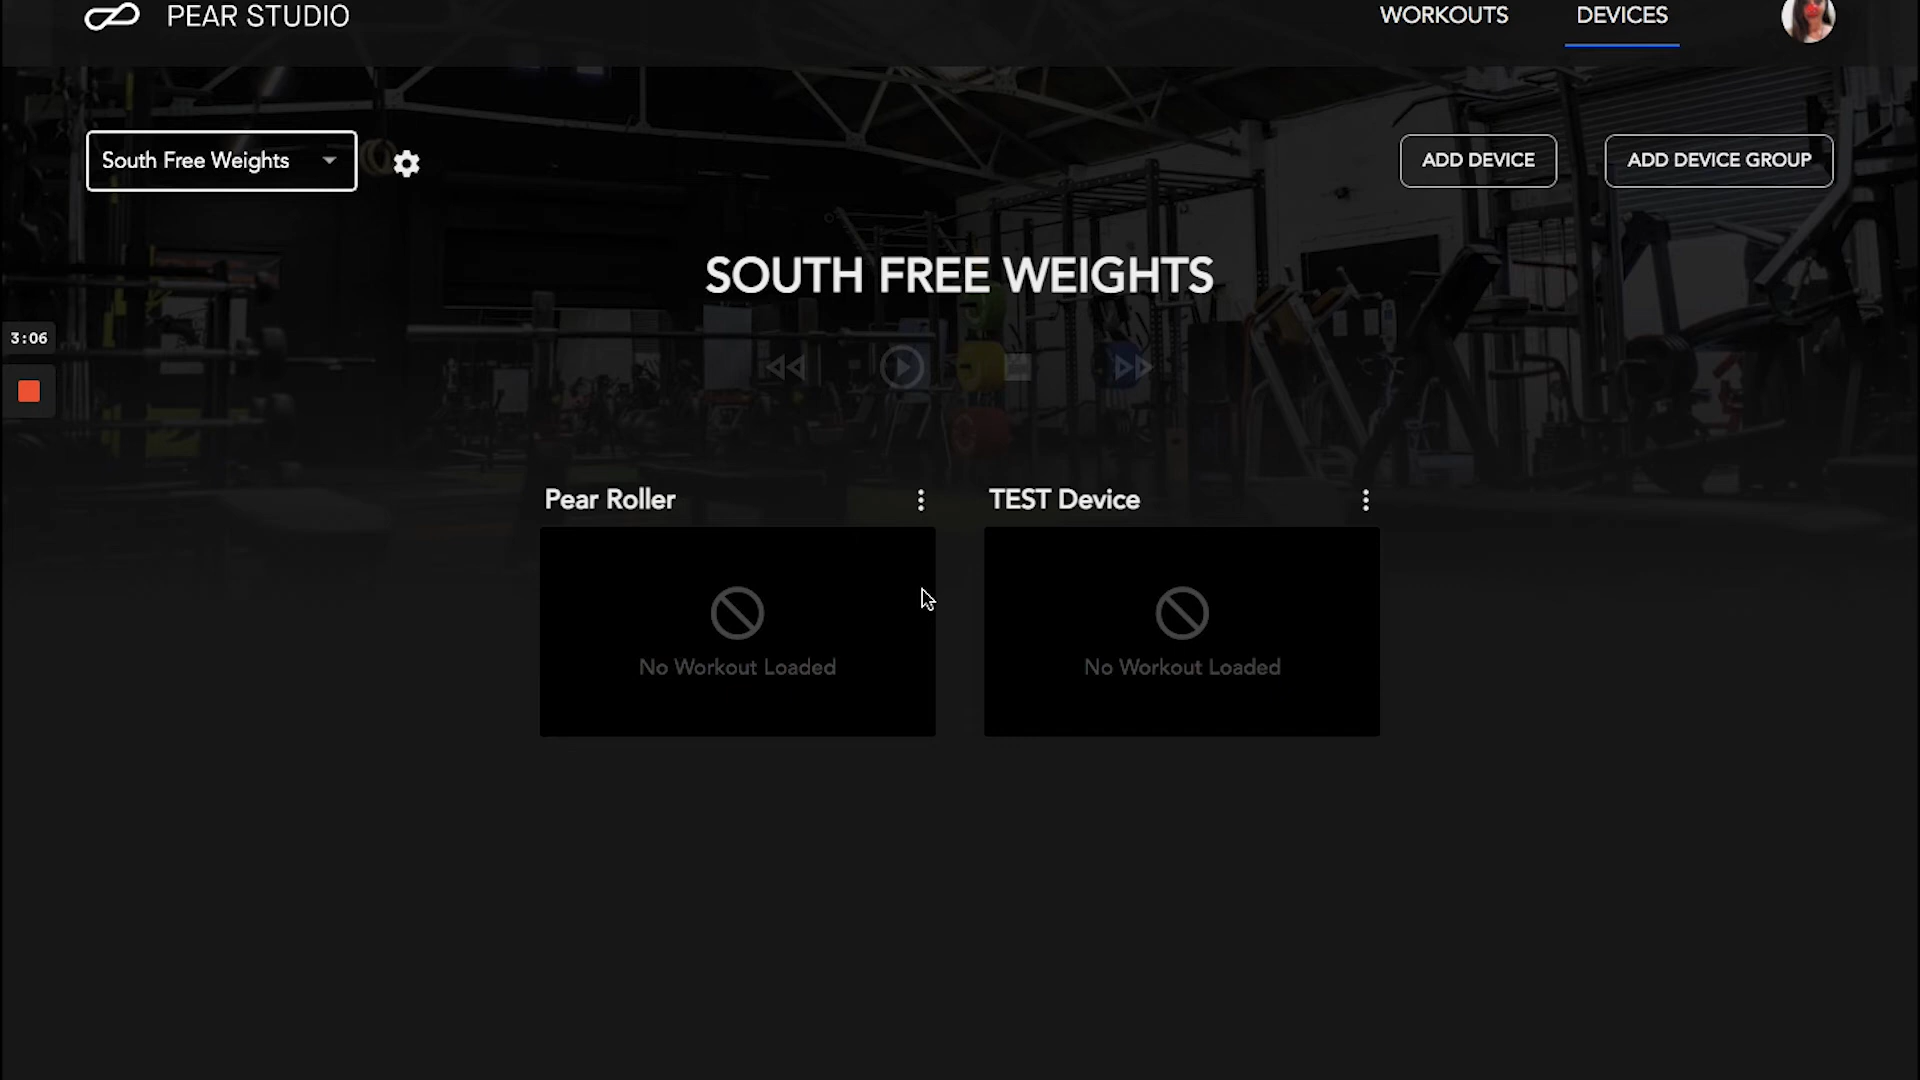 PEAR STUDIO
WORKOUTS
DEVICES
South Free Weights
ADD DEVICE
ADD DEVICE GROUP
SOUTH FREE WEIGHTS
3:06
Pear Roller
TEST Device
No Workout Loaded
No Workout Loaded